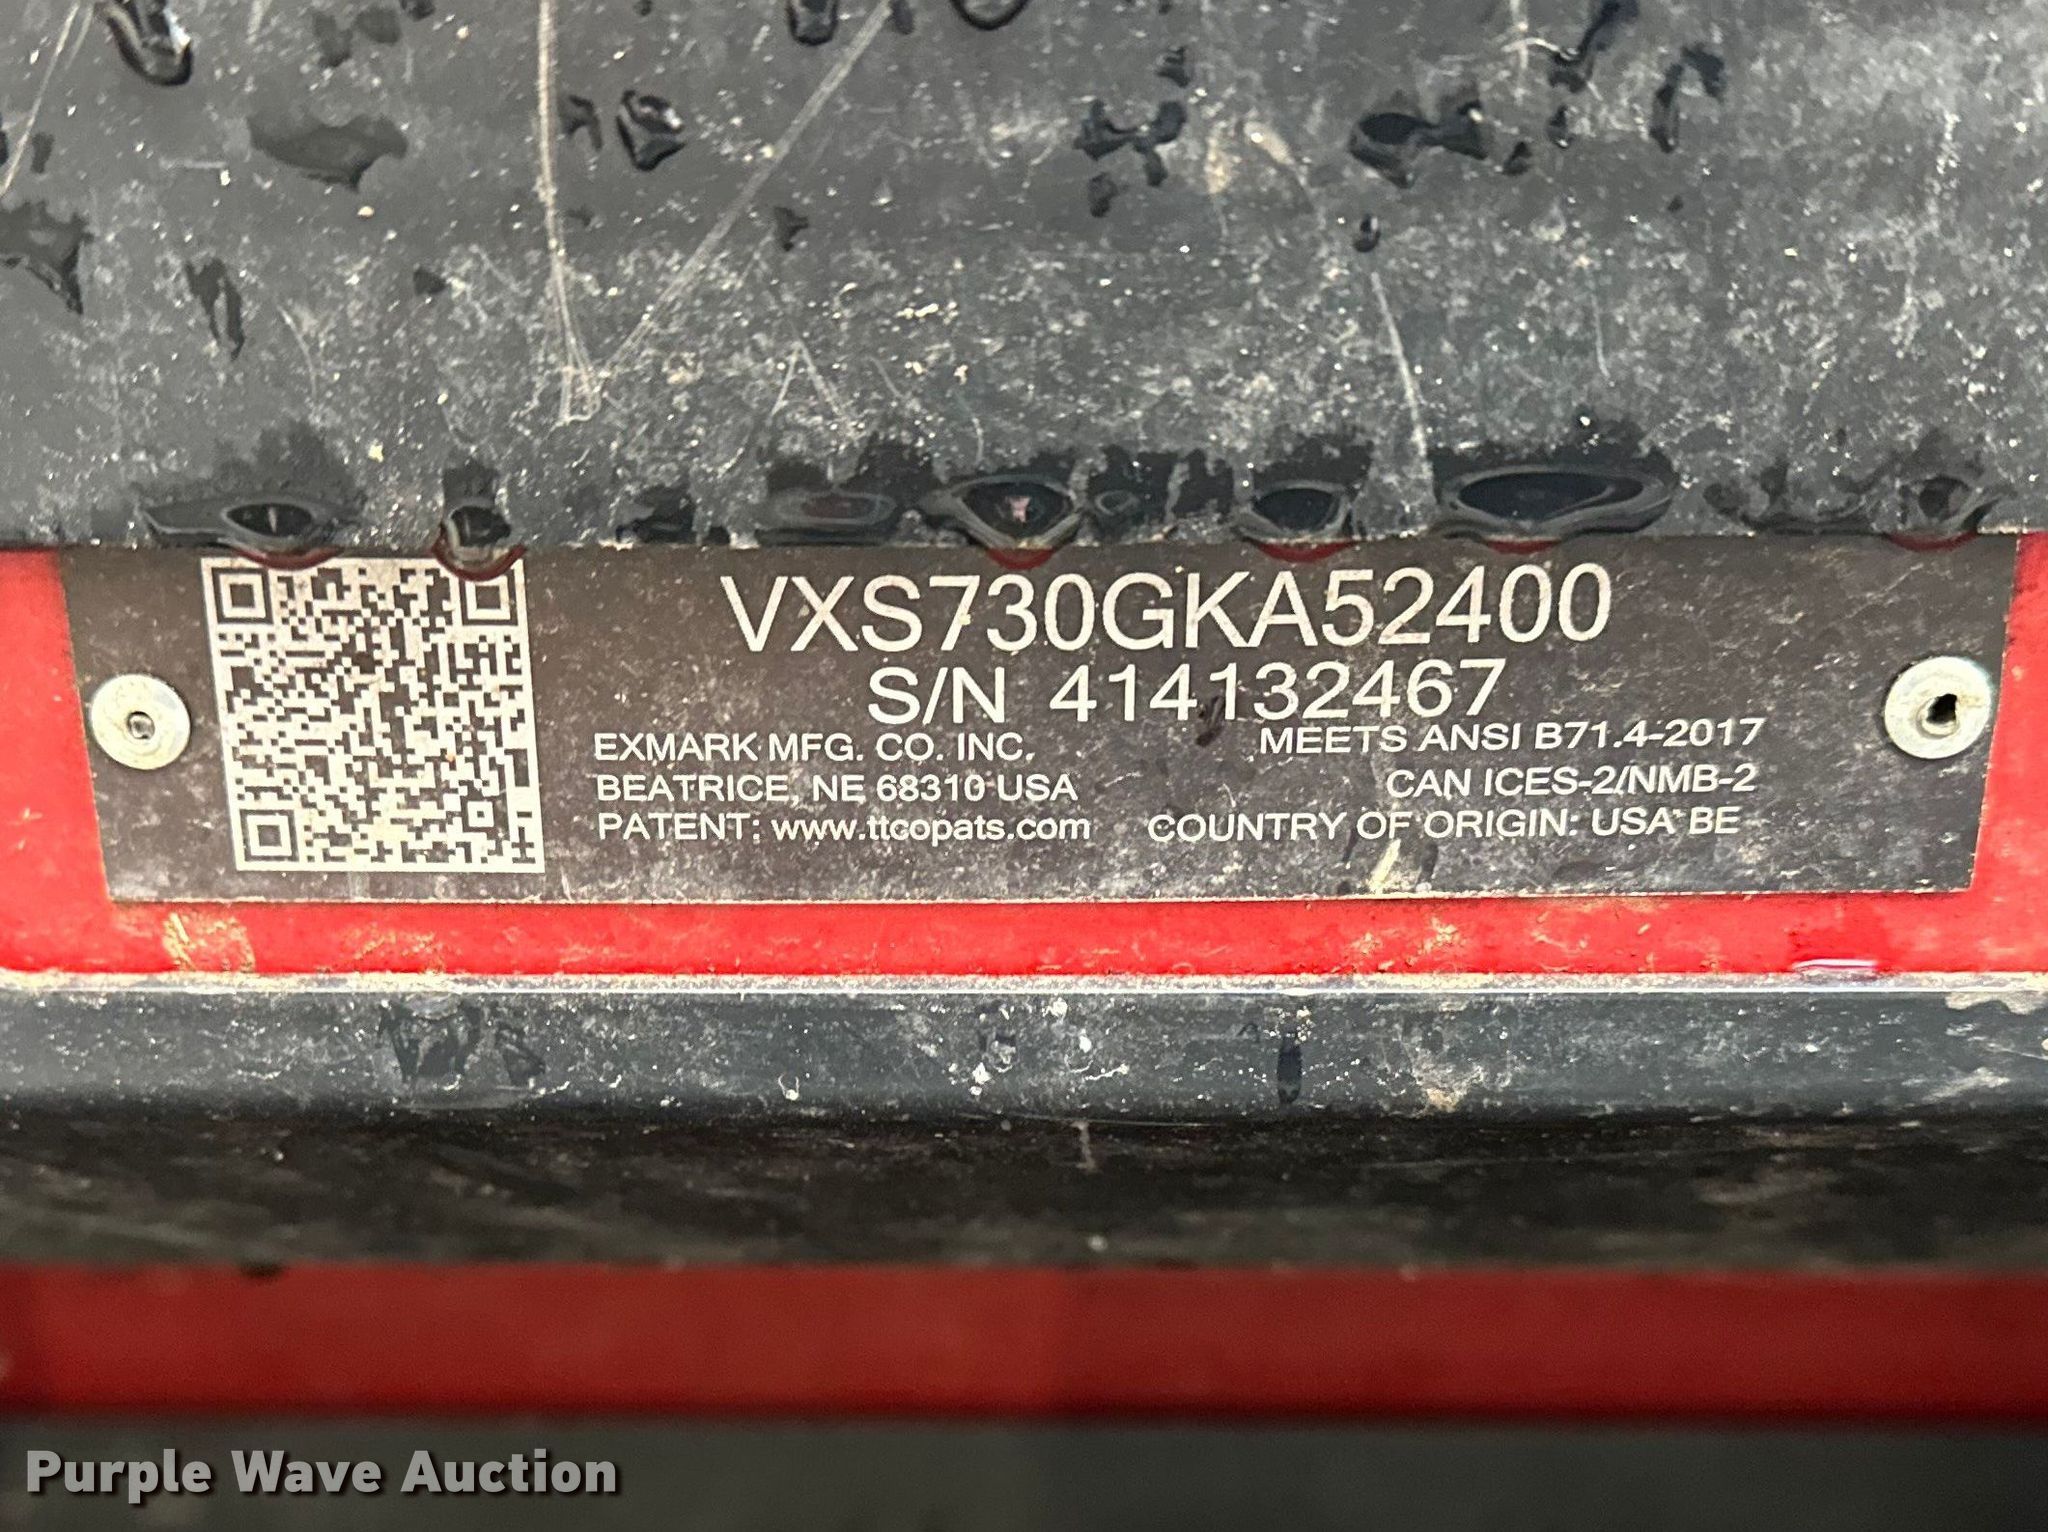 VXS730GKA52400
S/N 414132467
EXMARK MFG. CO. INC.
BEATRICE, NE 68310 USA
PATENT: www.ttcopats.com
MEETS ANSI B71.4-2017
CAN ICES-2/NMB-2
COUNTRY OF ORIGIN: USA BE
Purple Wave Auction